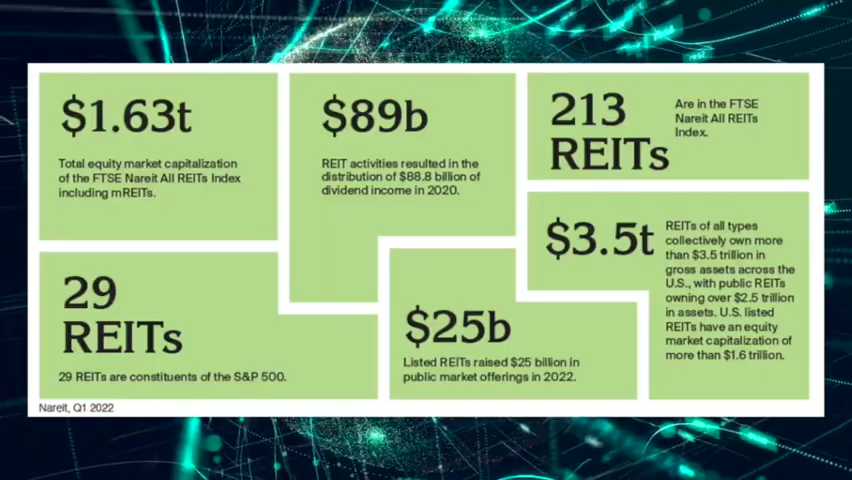 $1.63t
Total equity market capitalization
of the FTSE Nareit All REITs Index
including mREITs.
$89b
REIT activities resulted in the
distribution of $88.8 billion of
dividend income in 2020.
213
REITs
Are in the FTSE
Nareit All REITs
Index.
$3.5t
REITs of all types
collectively own more
than $3.5 trillion in
gross assets across the
U.S., with public REITs
owning over $2.5 trillion
in assets. U.S. listed
REITs have an equity
market capitalization of
more than $1.6 trillion.
29
REITs
29 REITs are constituents of the S&P 500.
$25b
Listed REITs raised $25 billion in
public market offerings in 2022.
Nareit, Q1 2022